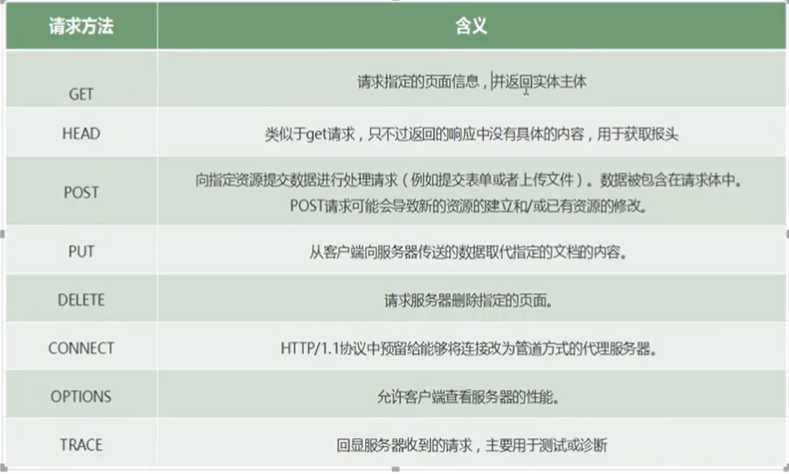 请求方法 含义
GET 请求指定的页面信息，并返回实体主体
HEAD 类似于get请求，只不过返回的响应中没有具体的内容，用于获取报头
POST 向指定资源提交数据进行处理请求（例如提交表单或者上传文件）。数据被包含在请求体中。
POST请求可能会导致新的资源的建立和/或已有资源的修改。
PUT 从客户端向服务器传送的数据取代指定的文档的内容。
DELETE 请求服务器删除指定的页面。
CONNECT HTTP/1.1协议中预留给能够将连接改为管道方式的代理服务器。
OPTIONS 允许客户端查看服务器的性能。
TRACE 回显服务器收到的请求，主要用于测试或诊断